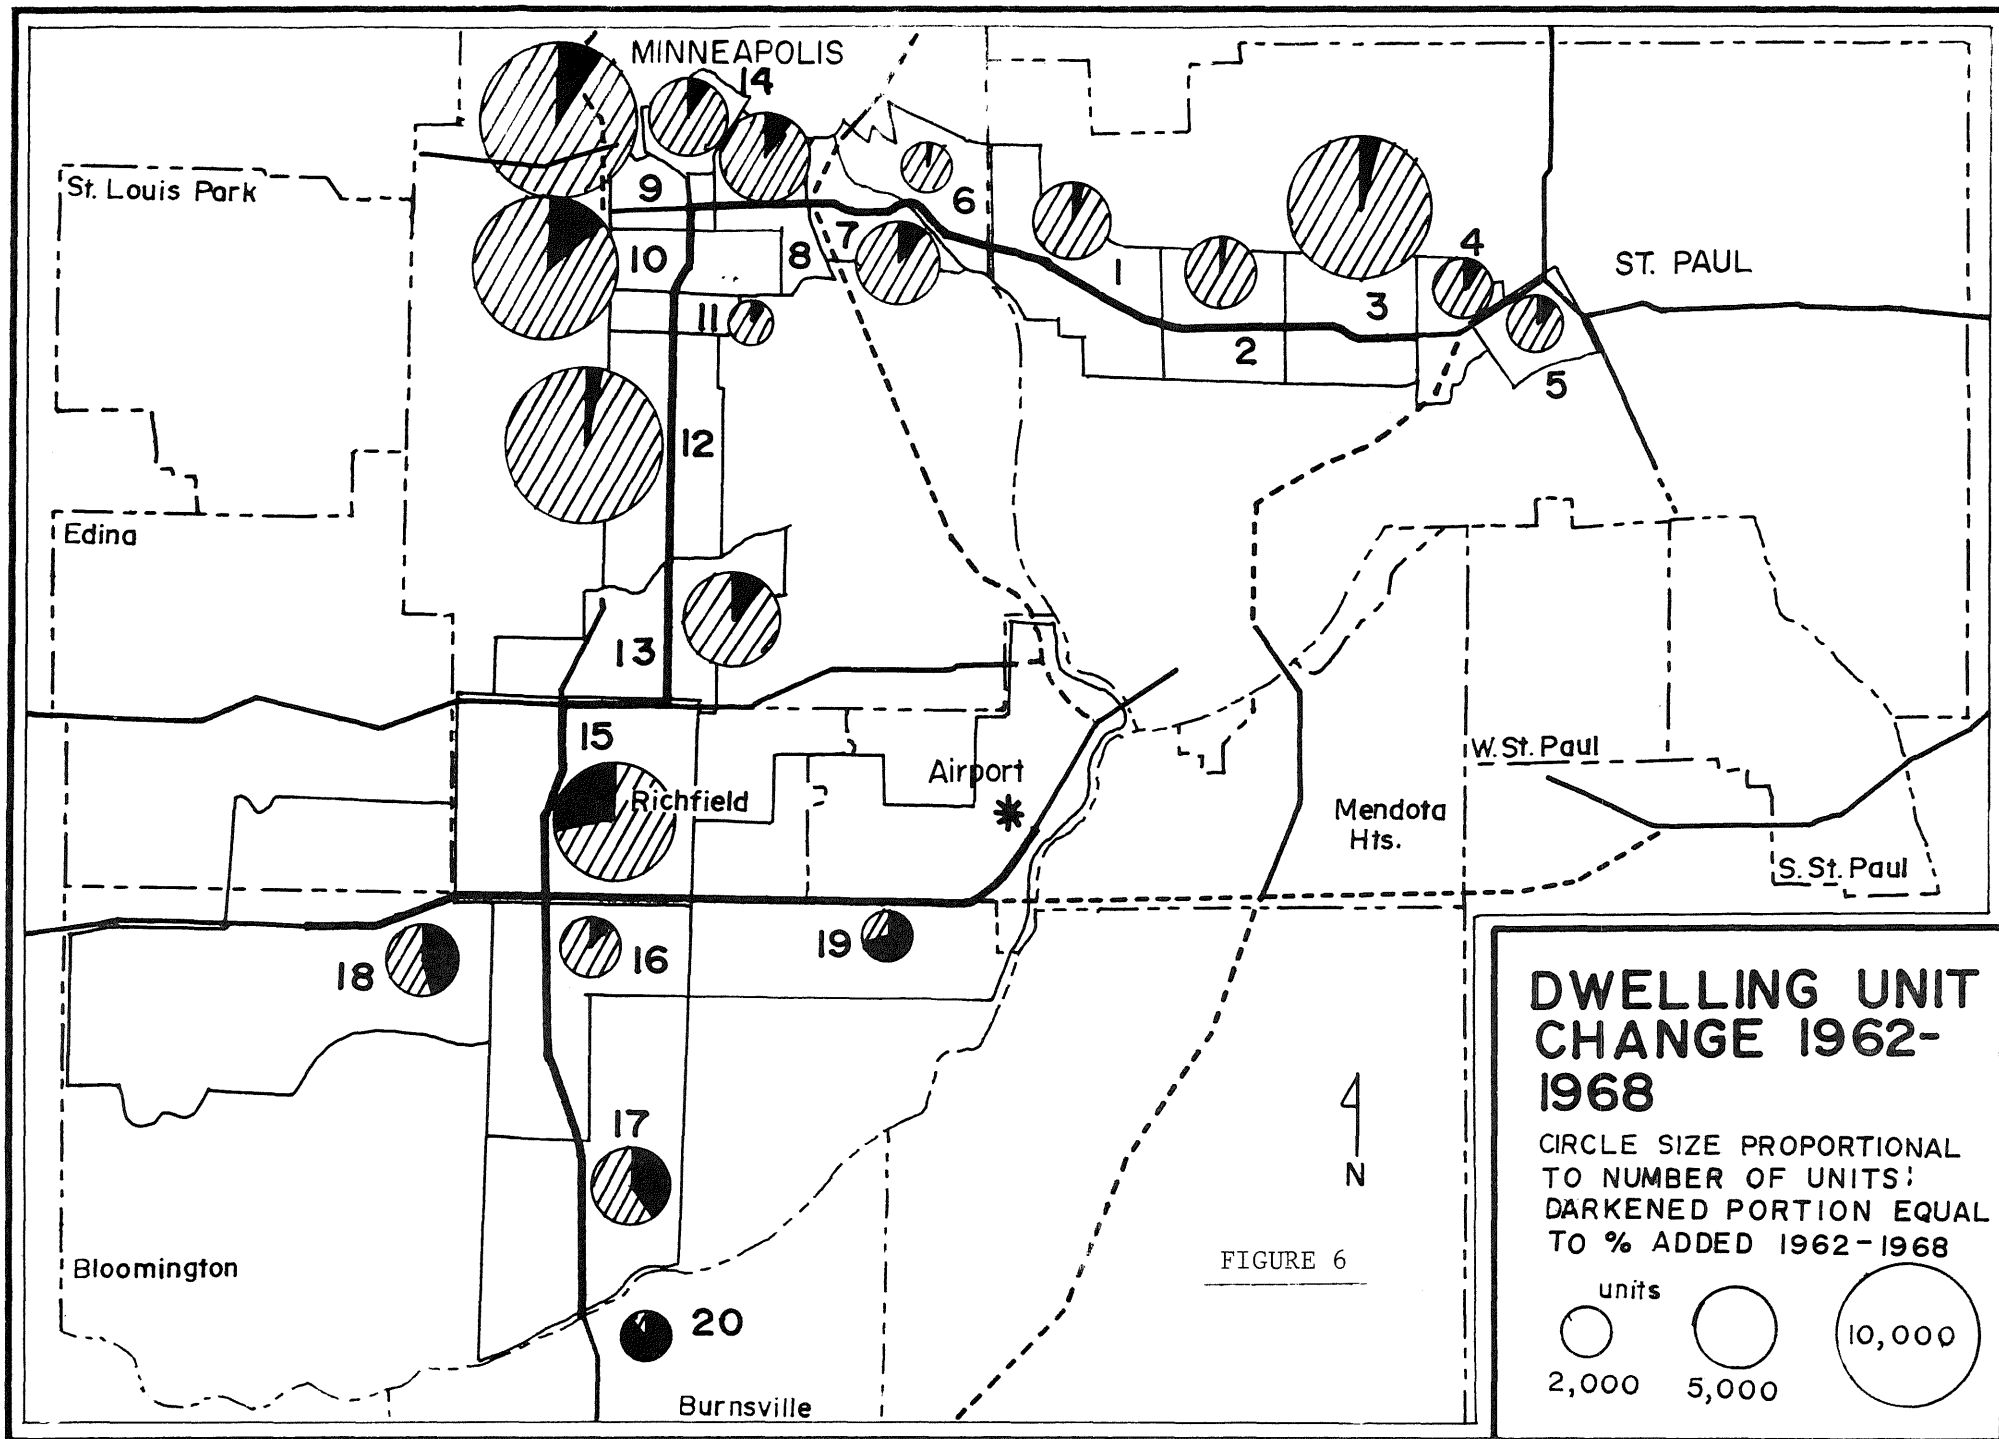 MINNEAPOLIS
14
St. Louis Park
9
6
10
8
7
1
4
ST. PAUL
11
3
2
5
12
Edina
13
15
Richfield
Airport
W. St. Paul
Mendota
Hts.
S. St. Paul
18
16
19
17
Bloomington
20
Burnsville
N
FIGURE 6
DWELLING UNIT
CHANGE 1962-
1968
CIRCLE SIZE PROPORTIONAL
TO NUMBER OF UNITS:
DARKENED PORTION EQUAL
TO % ADDED 1962-1968
units
10,000
2,000
5,000